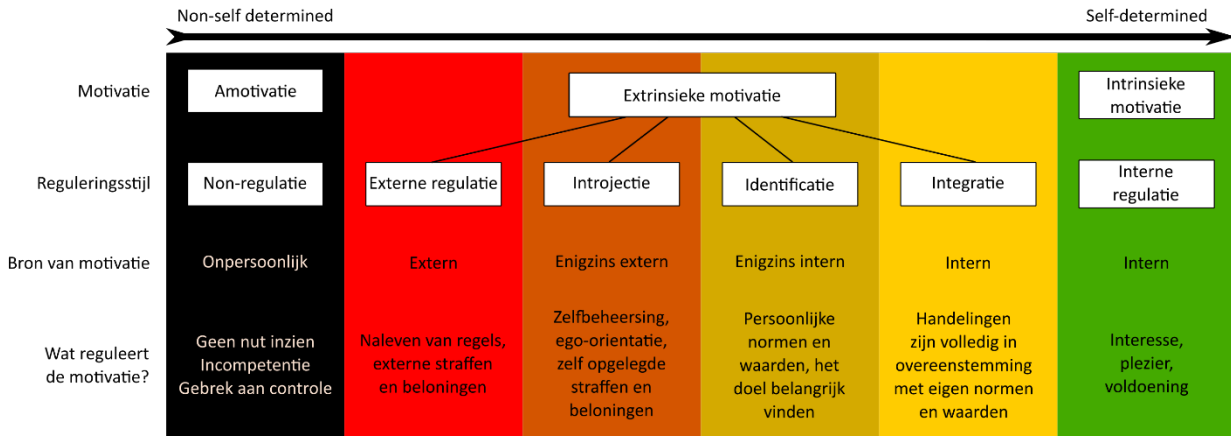 Non-self determined
Self-determined
Motivatie
Amotivatie
Extrinsieke motivatie
Intrinsieke
motivatie
Reguleringsstijl
Non-regulatie
Externe regulatie
Introjectie
Identificatie
Integratie
Interne
regulatie
Bron van motivatie
Onpersoonlijk
Extern
Enigzins extern
Enigzins intern
Intern
Intern
Wat reguleert
de motivatie?
Geen nut inzien
Incompetentie
Gebrek aan controle
Naleven van regels,
externe straffen
en beloningen
Zelfbeheersing,
ego-orientatie,
zelf opgelegde
straffen en
beloningen
Persoonlijke
normen en
waarden, het
doel belangrijk
vinden
Handelingen
zijn volledig in
overeenstemming
met eigen normen
en waarden
Interesse,
plezier,
voldoening